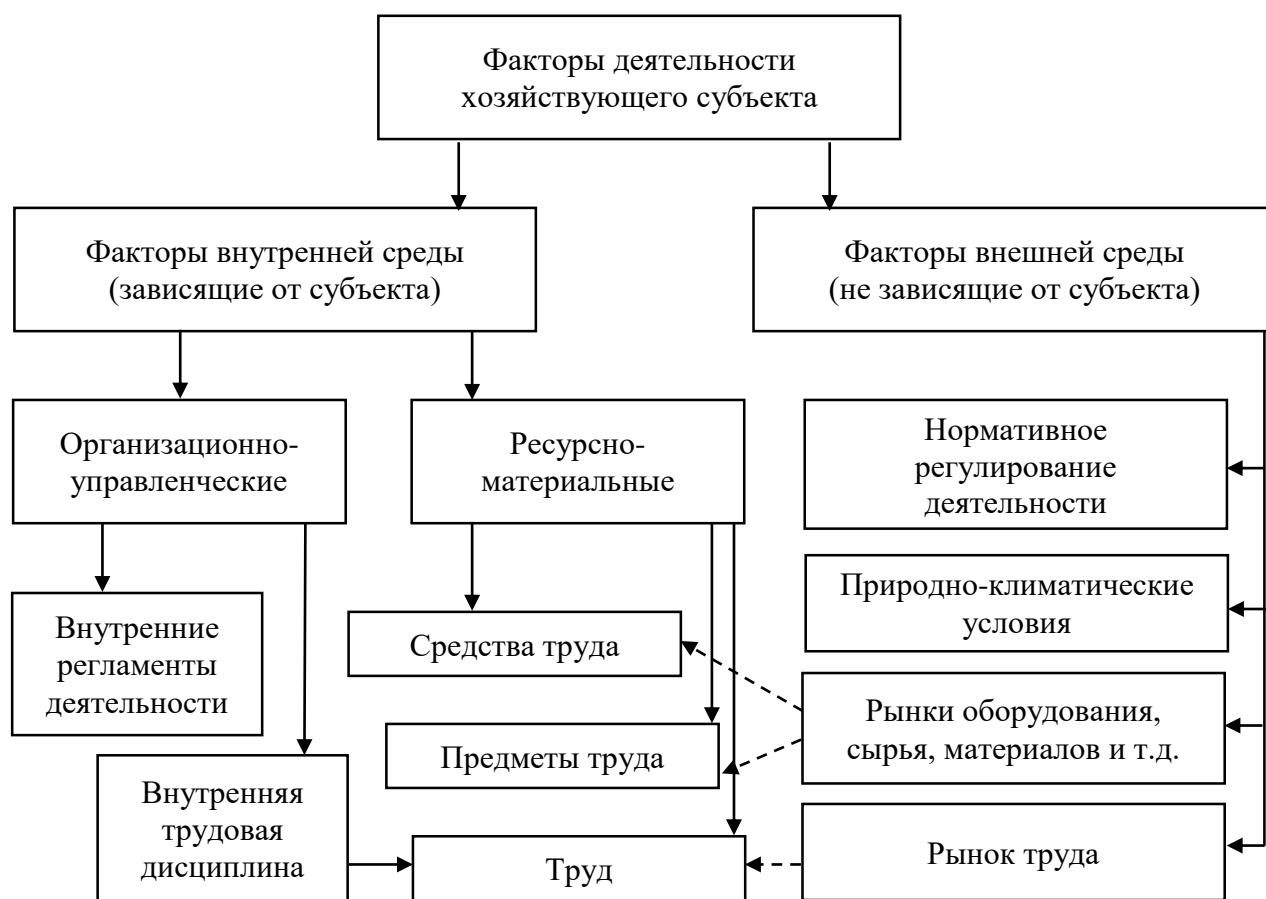 Факторы деятельности
хозяйствующего субъекта
Факторы внутренней среды
(зависящие от субъекта)
Факторы внешней среды
(не зависящие от субъекта)
Организационно-
управленческие
Ресурсно-
материальные
Нормативное
регулирование
деятельности
Внутренние
регламенты
деятельности
Средства труда
Природно-климатические
условия
Предметы труда
Рынки оборудования,
сырья, материалов и т.д.
Внутренняя
трудовая
дисциплина
Труд
Рынок труда